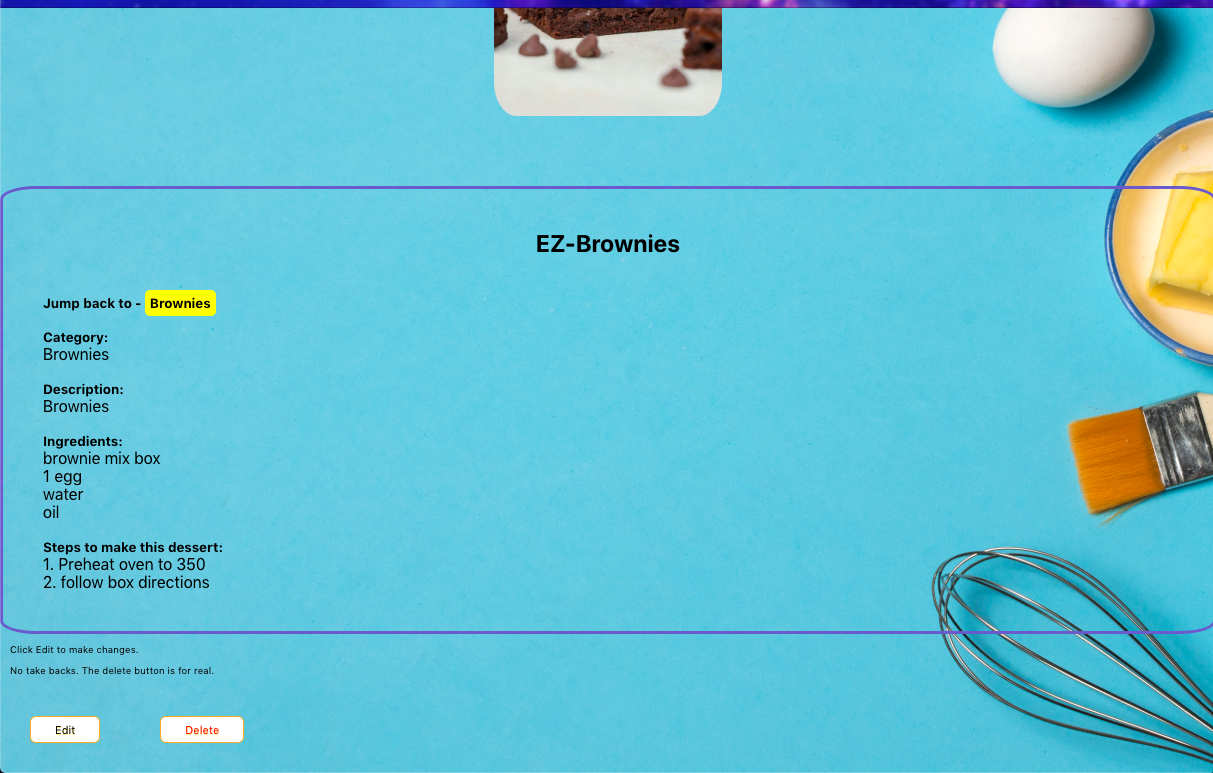 EZ-Brownies
Jump back to - Brownies
Category:
Brownies
Description:
Brownies
Ingredients:
brownie mix box
1 egg
water
oil
Steps to make this dessert:
1. Preheat oven to 350
2. follow box directions
Click Edit to make changes.
No take backs. The delete button is for real.
Edit
Delete